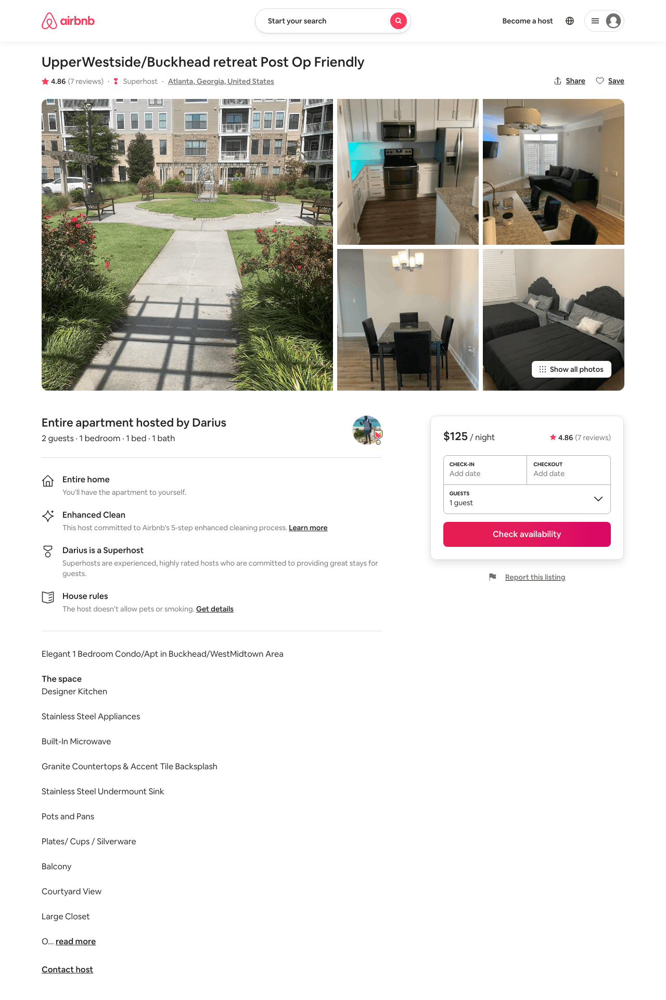 airbnb
Start your search
Become a host
UpperWestside/Buckhead retreat Post Op Friendly
4.86 (7 reviews) · Superhost · Atlanta, Georgia, United States
Share
Save
Show all photos
Entire apartment hosted by Darius
2 guests · 1 bedroom · 1 bed · 1 bath
Entire home
You'll have the apartment to yourself.
Enhanced Clean
This host committed to Airbnb's 5-step enhanced cleaning process. Learn more
Darius is a Superhost
Superhosts are experienced, highly rated hosts who are committed to providing great stays for
guests.
House rules
The host doesn't allow pets or smoking. Get details
$125 / night
4.86 (7 reviews)
CHECK-IN
Add date
CHECKOUT
Add date
GUESTS
1 guest
Check availability
Report this listing
Elegant 1 Bedroom Condo/Apt in Buckhead/WestMidtown Area
The space
Designer Kitchen
Stainless Steel Appliances
Built-In Microwave
Granite Countertops & Accent Tile Backsplash
Stainless Steel Undermount Sink
Pots and Pans
Plates/ Cups / Silverware
Balcony
Courtyard View
Large Closet
O... read more
Contact host